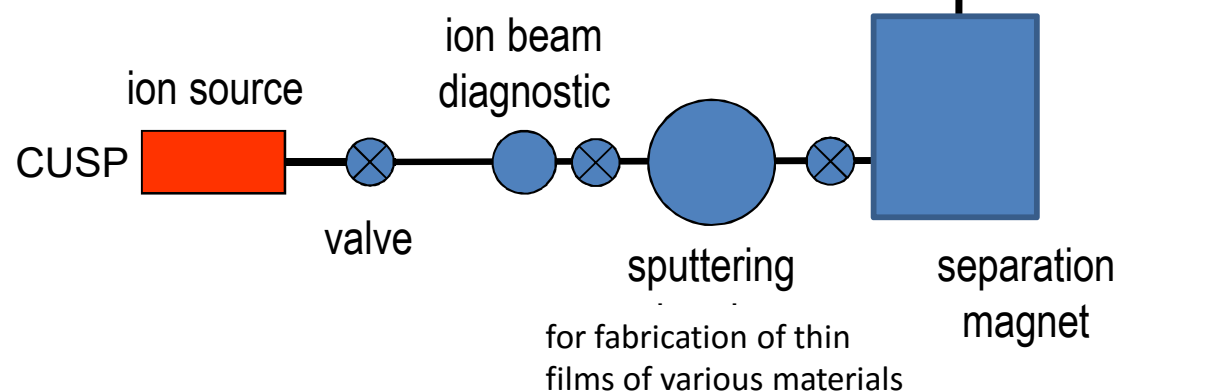 ion beam
diagnostic
ion source
CUSP
valve
sputtering
separation
magnet
for fabrication of thin
films of various materials